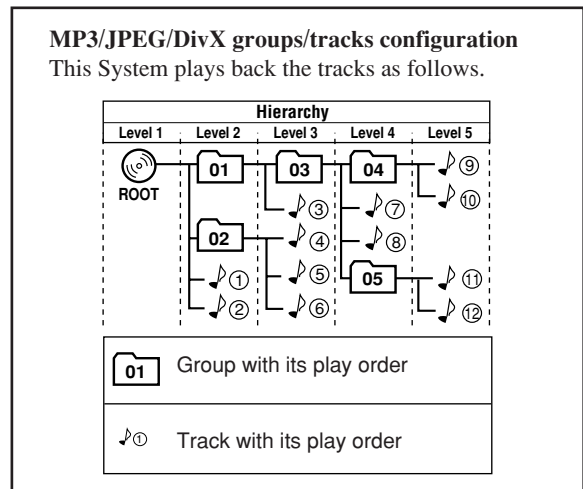 MP3/JPEG/DivX groups/tracks configuration
This System plays back the tracks as follows.
Hierarchy
Level 1 Level 2 Level 3 Level 4 Level 5
ROOT 01 03 04 ⑨
③ ⑦ ⑩
02 ④ ⑧
① ⑤ 05 ⑪
② ⑥ ⑫
01 Group with its play order
① Track with its play order